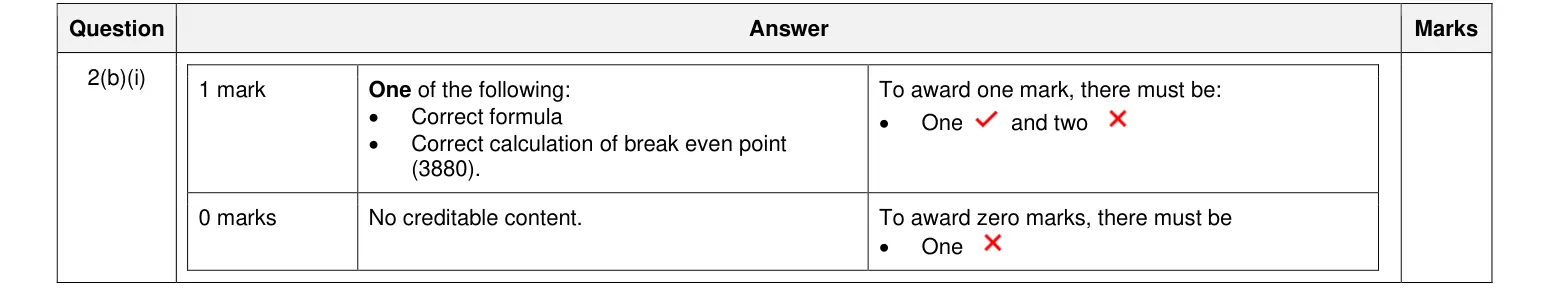 Question Answer Marks
2(b)(i)
1 mark
One of the following:
• Correct formula
• Correct calculation of break even point
(3880).
To award one mark, there must be:
• One ✓ and two ✗
0 marks
No creditable content.
To award zero marks, there must be
• One ✗